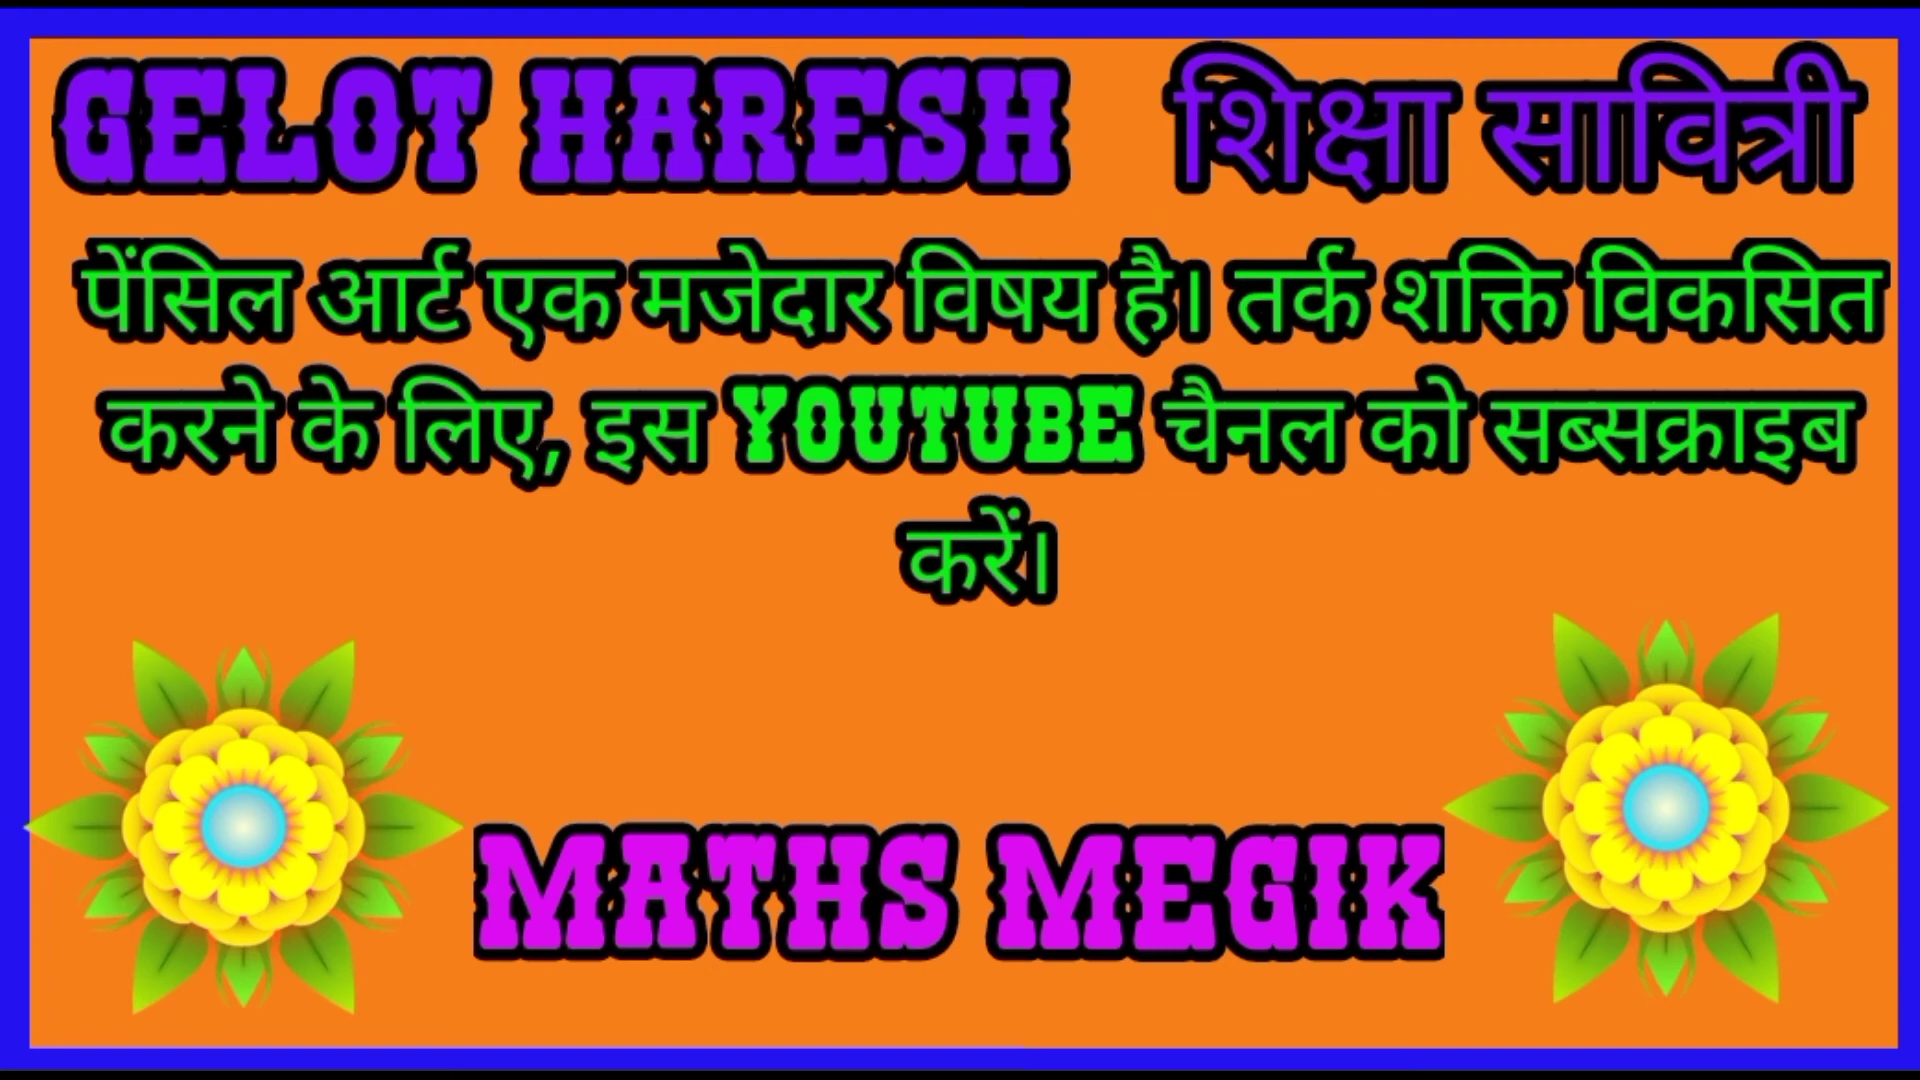 GELOT HARESH शिक्षा सावित्री
पेंसिल आर्ट एक मजेदार विषय है। तर्क शक्ति विकसित
करने के लिए, इस YOUTUBE चैनल को सब्सक्राइब
करें।
MATHS MEGIK